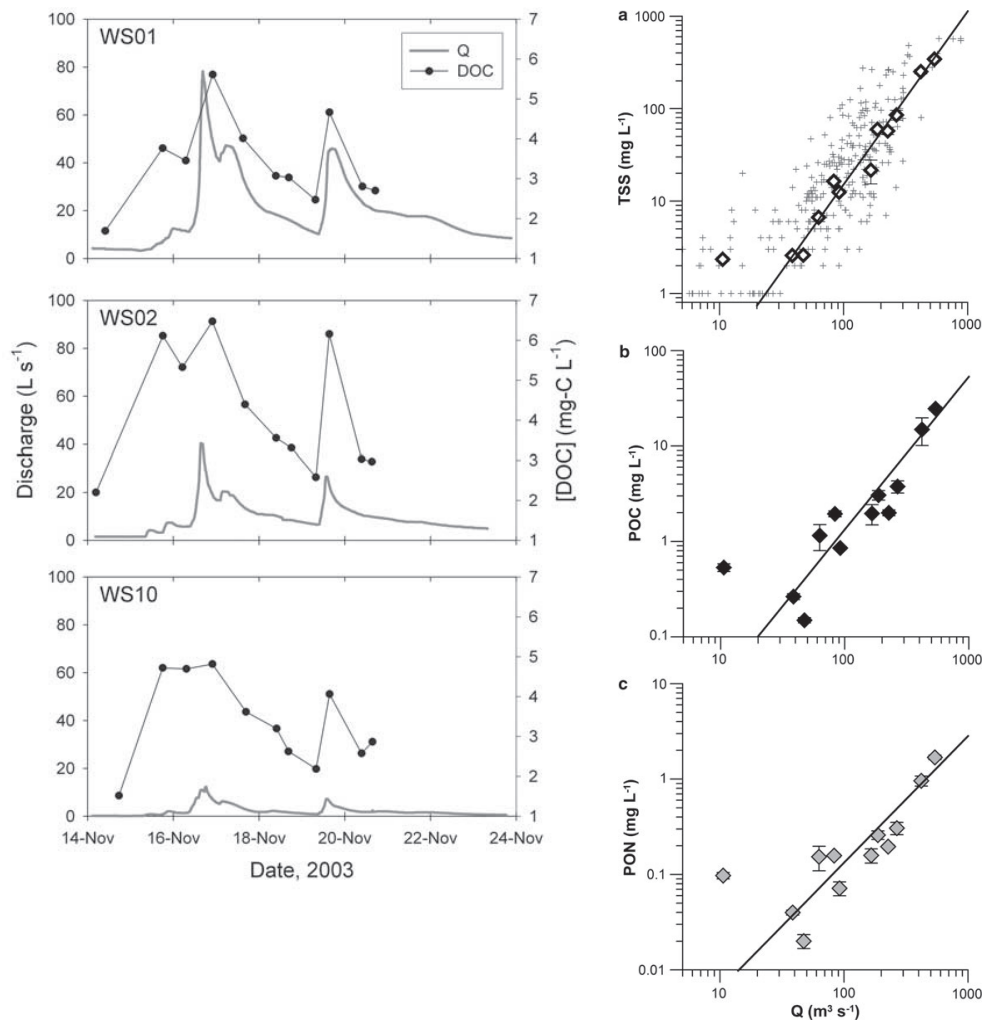 WS01
Q
DOC
100
80
60
40
20
0
7
6
5
4
3
2
1
WS02
100
80
60
40
20
0
7
6
5
4
3
2
1
Discharge (L s⁻¹)
[DOC] (mg-C L⁻¹)
WS10
100
80
60
40
20
0
7
6
5
4
3
2
1
14-Nov 16-Nov 18-Nov 20-Nov 22-Nov 24-Nov
Date, 2003
a
1000
100
10
1
TSS (mg L⁻¹)
10 100 1000
b
100
10
1
0.1
POC (mg L⁻¹)
10 100 1000
c
10
1
0.1
0.01
PON (mg L⁻¹)
10 100 1000
Q (m³ s⁻¹)